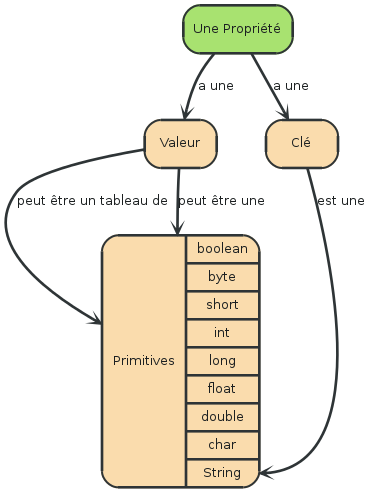 Une Propriété
a une
a une
Valeur
Clé
peut être un tableau de
peut être une
est une
Primitives
boolean
byte
short
int
long
float
double
char
String